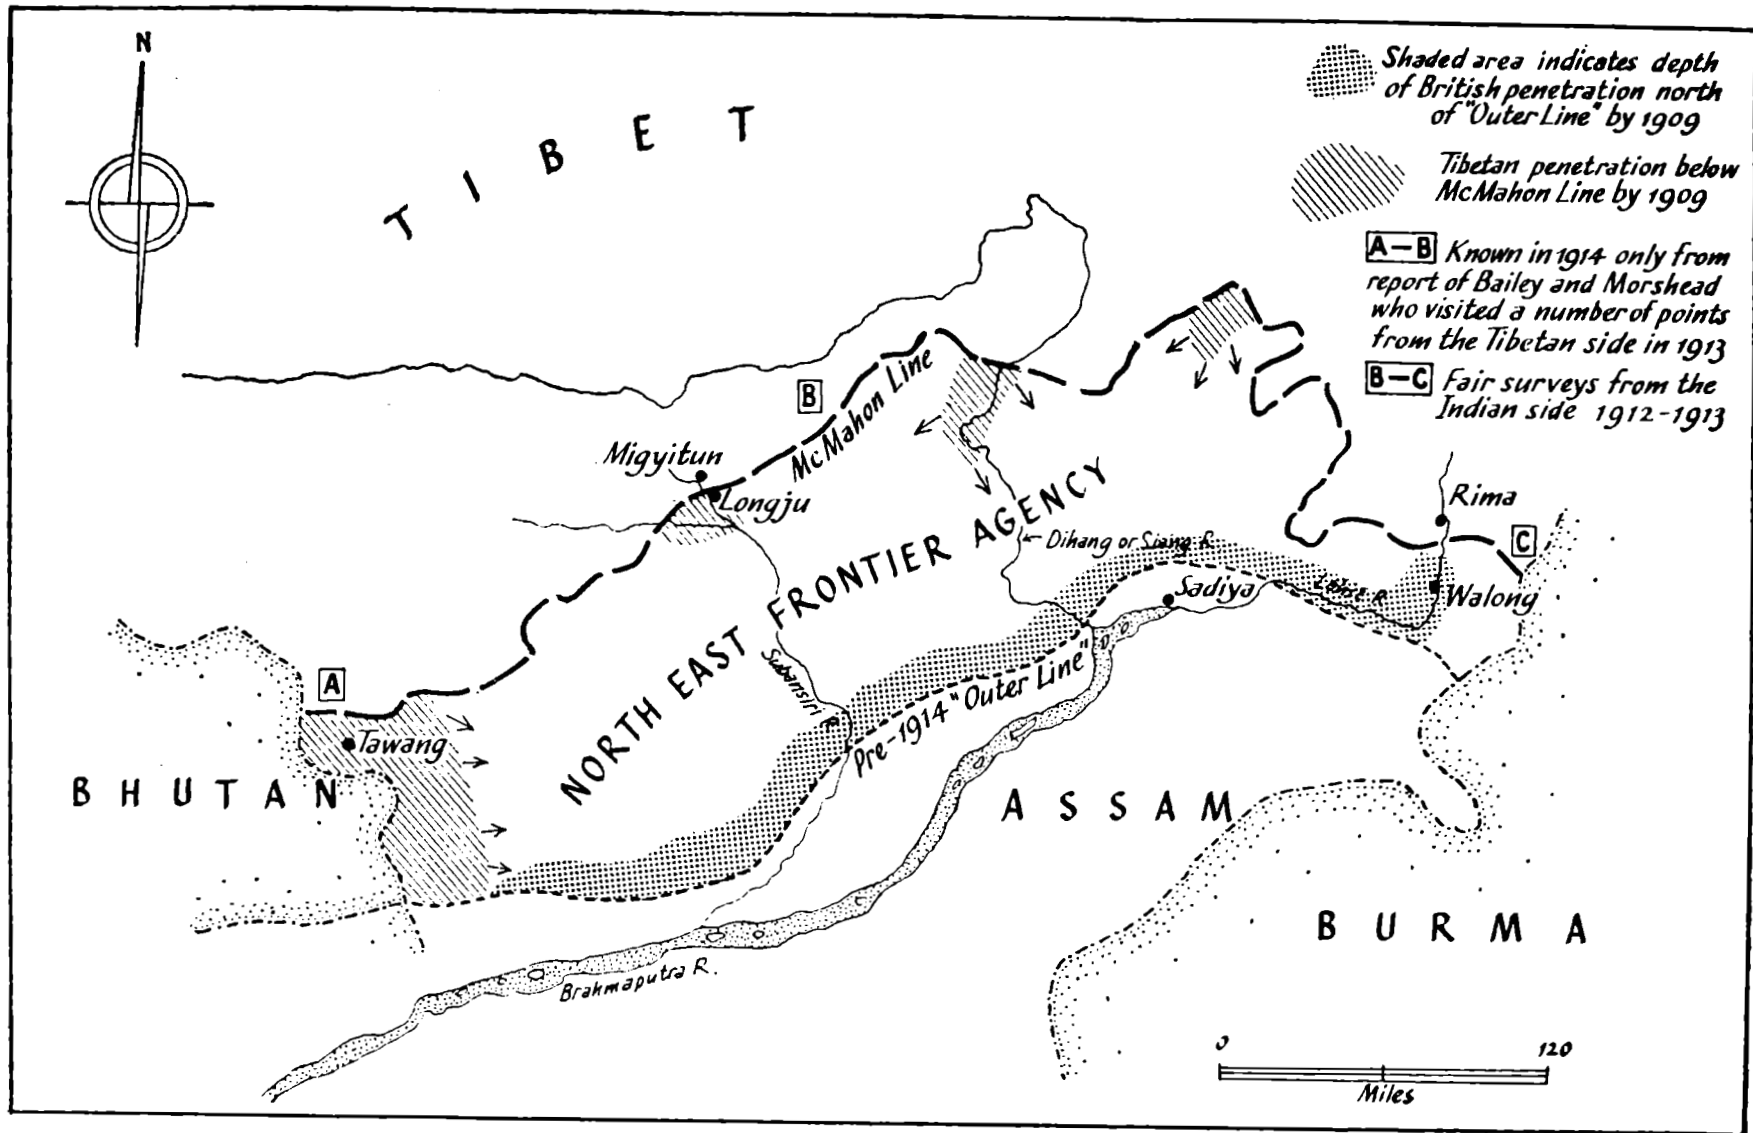 N
TIBET
Shaded area indicates depth
of British penetration north
of "Outer Line" by 1909
Tibetan penetration below
McMahon Line by 1909
A–B Known in 1914 only from
report of Bailey and Morshead
who visited a number of points
from the Tibetan side in 1913
B–C Fair surveys from the
Indian side 1912-1913
B
McMahon Line
Migyitun
Longju
Rima
C
NORTH EAST FRONTIER AGENCY
Dihang or Siang R.
Sadiya
Walong
A
Tawang
Subansiri R.
Pre-1914 "Outer Line"
BHUTAN
ASSAM
BURMA
Brahmaputra R.
0 120
Miles